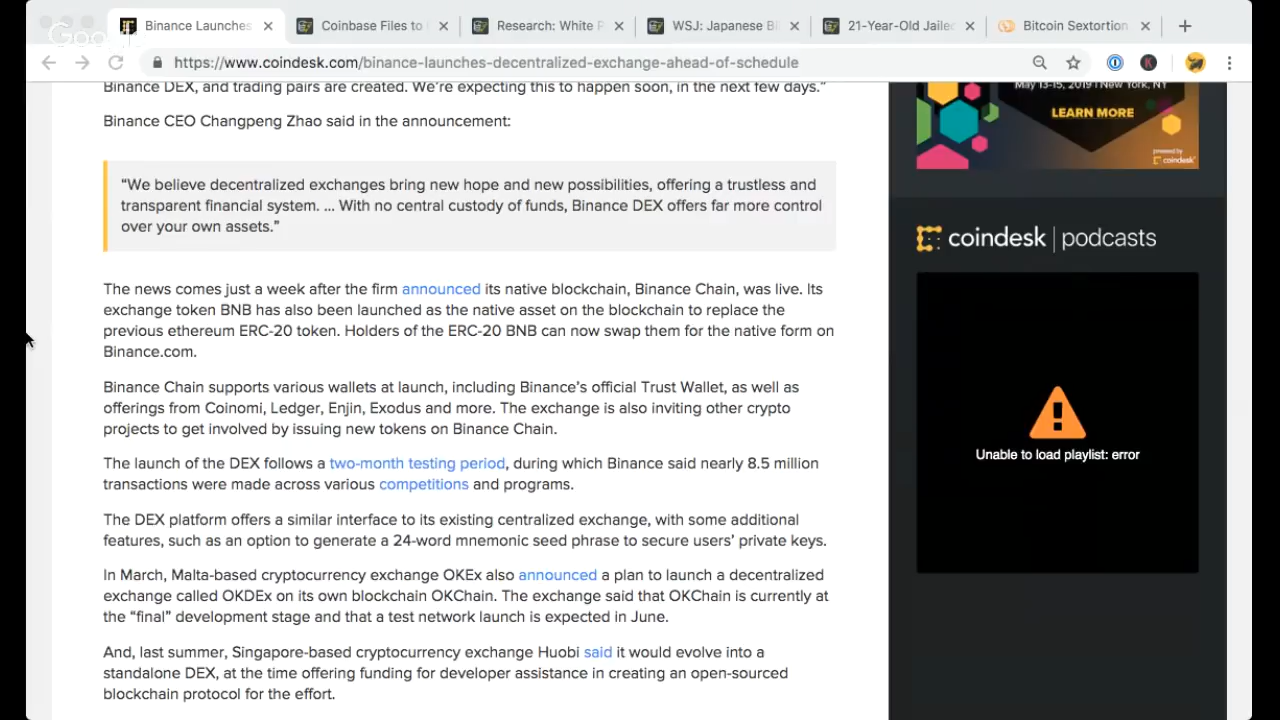 Google
Binance Launches
Coinbase Files to
Research: White P
WSJ: Japanese Bi
21-Year-Old Jailed
Bitcoin Sextortion
https://www.coindesk.com/binance-launches-decentralized-exchange-ahead-of-schedule
Binance DEX, and trading pairs are created. We're expecting this to happen soon, in the next few days.”
Binance CEO Changpeng Zhao said in the announcement:
“We believe decentralized exchanges bring new hope and new possibilities, offering a trustless and
transparent financial system. ... With no central custody of funds, Binance DEX offers far more control
over your own assets.”
The news comes just a week after the firm announced its native blockchain, Binance Chain, was live. Its
exchange token BNB has also been launched as the native asset on the blockchain to replace the
previous ethereum ERC-20 token. Holders of the ERC-20 BNB can now swap them for the native form on
Binance.com.
Binance Chain supports various wallets at launch, including Binance’s official Trust Wallet, as well as
offerings from Coinomi, Ledger, Enjin, Exodus and more. The exchange is also inviting other crypto
projects to get involved by issuing new tokens on Binance Chain.
The launch of the DEX follows a two-month testing period, during which Binance said nearly 8.5 million
transactions were made across various competitions and programs.
The DEX platform offers a similar interface to its existing centralized exchange, with some additional
features, such as an option to generate a 24-word mnemonic seed phrase to secure users’ private keys.
In March, Malta-based cryptocurrency exchange OKEx also announced a plan to launch a decentralized
exchange called OKDEx on its own blockchain OKChain. The exchange said that OKChain is currently at
the “final” development stage and that a test network launch is expected in June.
And, last summer, Singapore-based cryptocurrency exchange Huobi said it would evolve into a
standalone DEX, at the time offering funding for developer assistance in creating an open-sourced
blockchain protocol for the effort.
May 13-15, 2019 | New York, NY
LEARN MORE
powered by
coindesk
coindesk | podcasts
Unable to load playlist: error